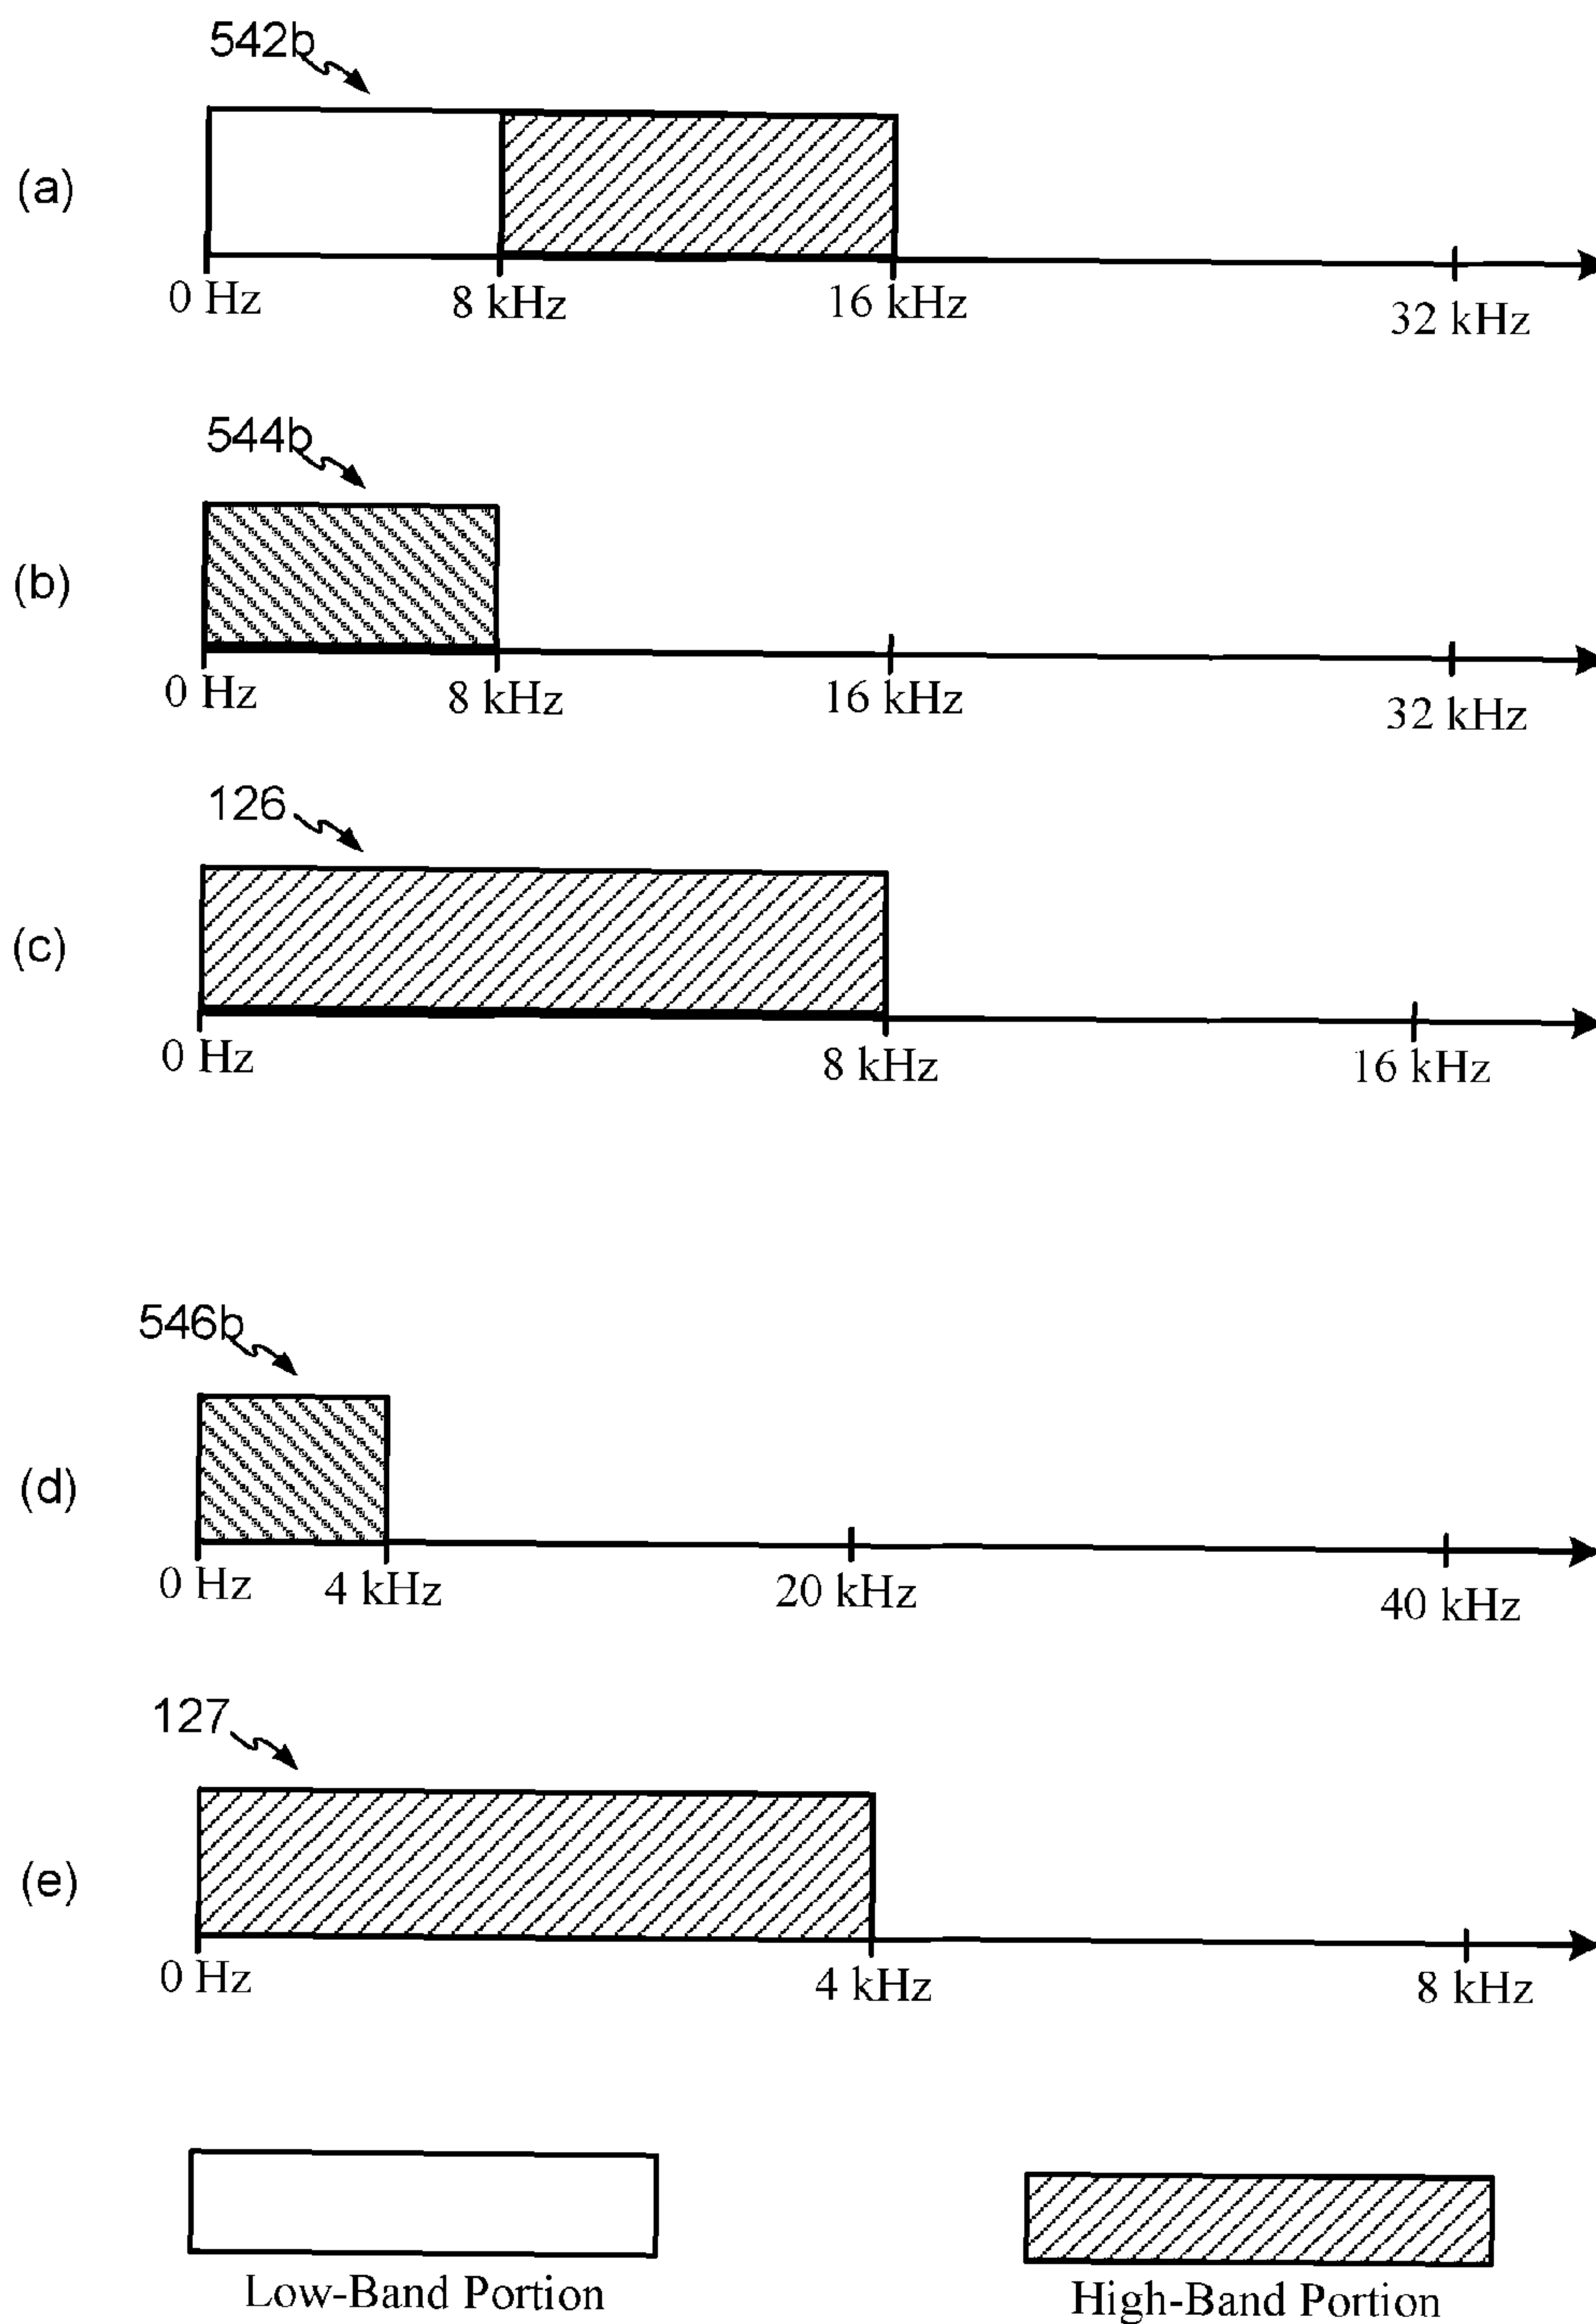 542b
(a)
0 Hz 8 kHz 16 kHz 32 kHz
544b
(b)
0 Hz 8 kHz 16 kHz 32 kHz
126
(c)
0 Hz 8 kHz 16 kHz
546b
(d)
0 Hz 4 kHz 20 kHz 40 kHz
127
(e)
0 Hz 4 kHz 8 kHz
Low-Band Portion High-Band Portion